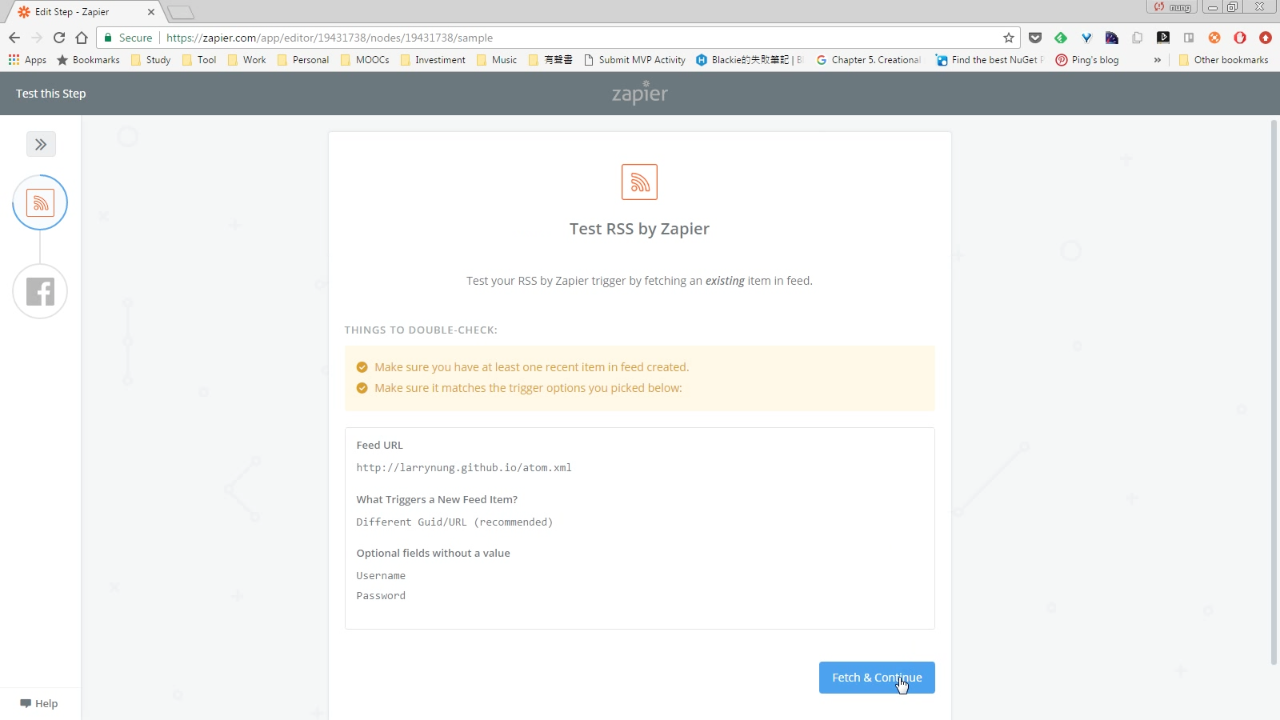 Edit Step - Zapier
nung
Secure
https://zapier.com/app/editor/19431738/nodes/19431738/sample
Apps
Bookmarks
Study
Tool
Work
Personal
MOOCs
Investiment
Music
有聲書
Submit MVP Activity
Blackie的失敗筆記
Chapter 5. Creational
Find the best NuGet
Ping's blog
»
Other bookmarks
Test this Step
zapier
Test RSS by Zapier
Test your RSS by Zapier trigger by fetching an existing item in feed.
THINGS TO DOUBLE-CHECK:
Make sure you have at least one recent item in feed created.
Make sure it matches the trigger options you picked below:
Feed URL
http://larrynung.github.io/atom.xml
What Triggers a New Feed Item?
Different Guid/URL (recommended)
Optional fields without a value
Username
Password
Fetch & Continue
Help